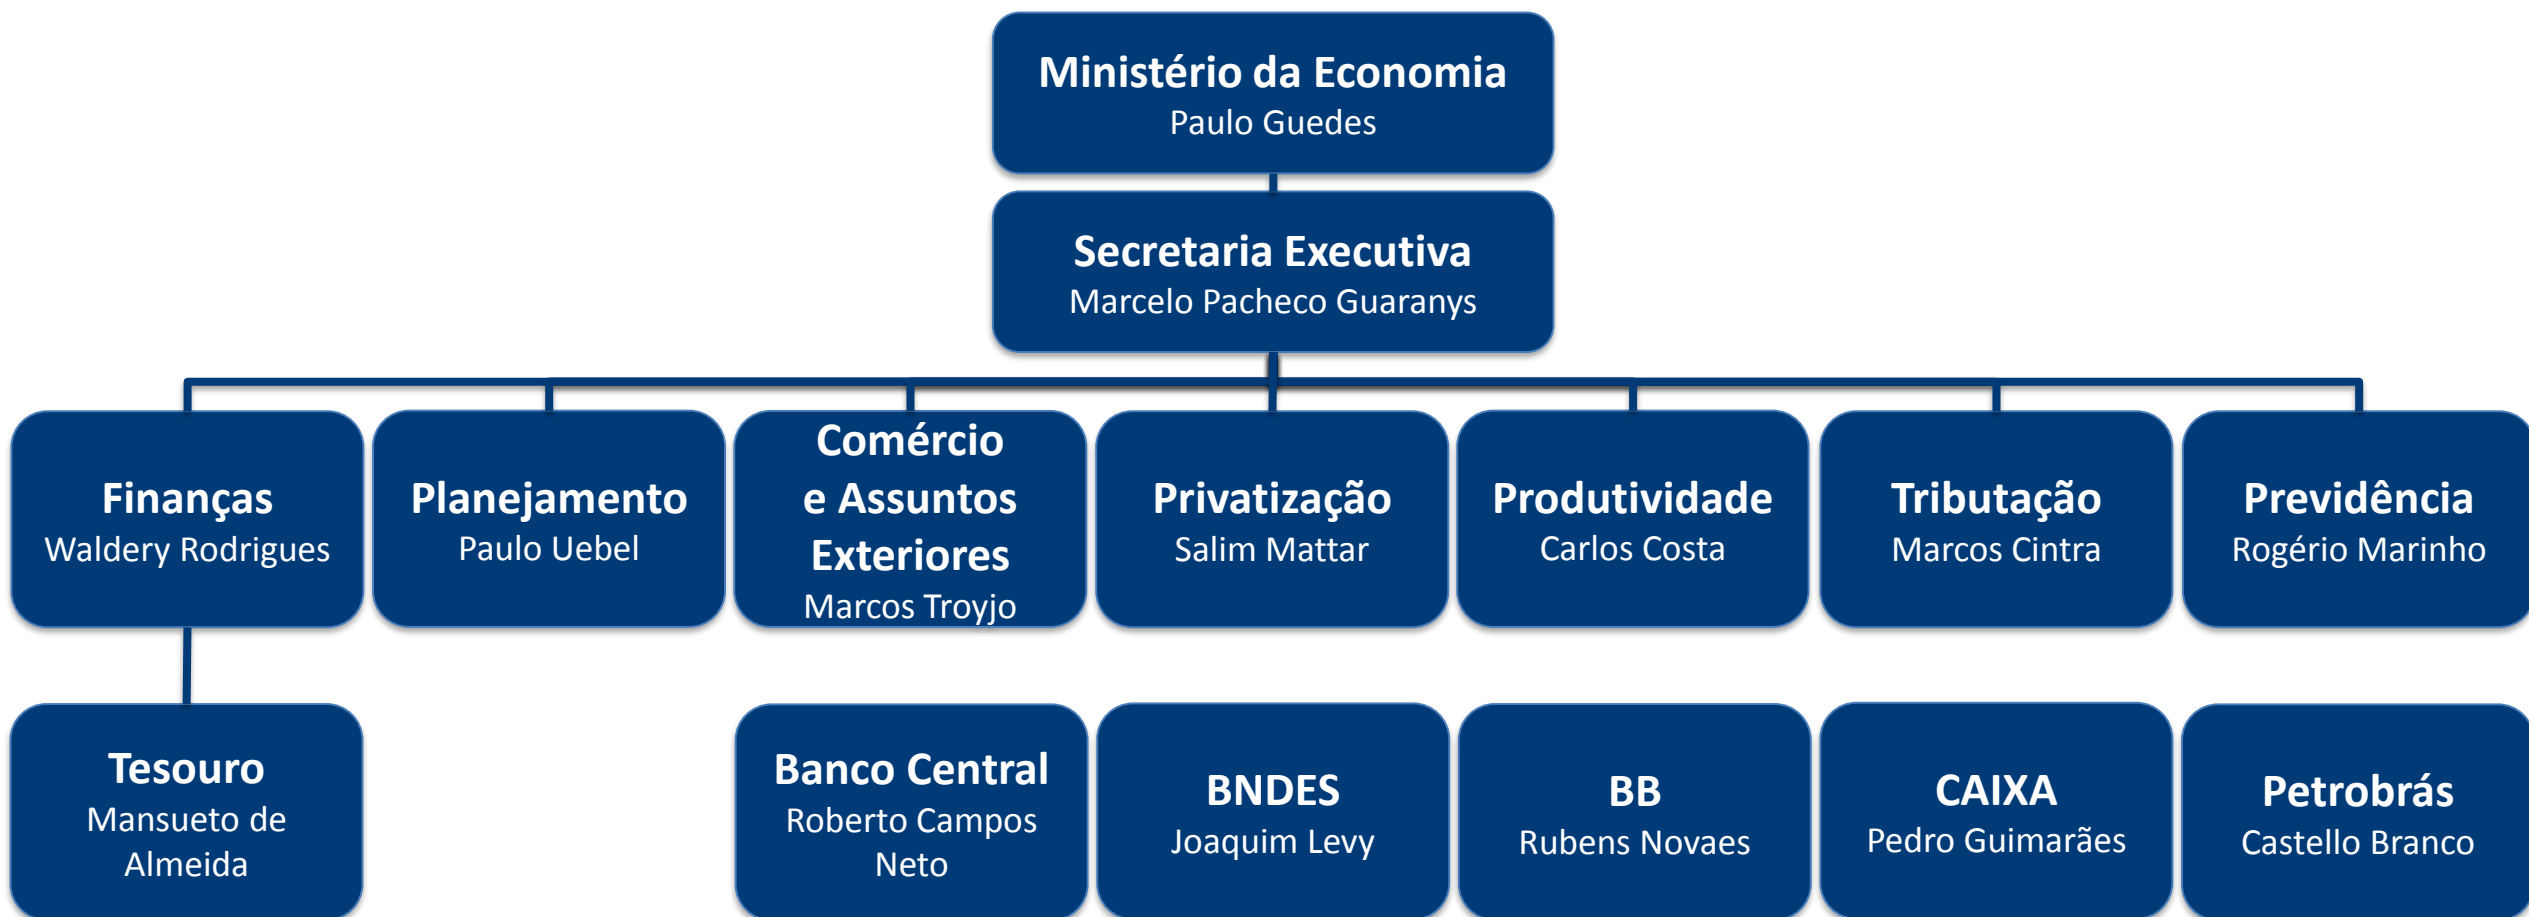 Ministério da Economia
Paulo Guedes
Secretaria Executiva
Marcelo Pacheco Guaranys
Finanças
Waldery Rodrigues
Planejamento
Paulo Uebel
Comércio
e Assuntos
Exteriores
Marcos Troyjo
Privatização
Salim Mattar
Produtividade
Carlos Costa
Tributação
Marcos Cintra
Previdência
Rogério Marinho
Tesouro
Mansueto de
Almeida
Banco Central
Roberto Campos
Neto
BNDES
Joaquim Levy
BB
Rubens Novaes
CAIXA
Pedro Guimarães
Petrobrás
Castello Branco